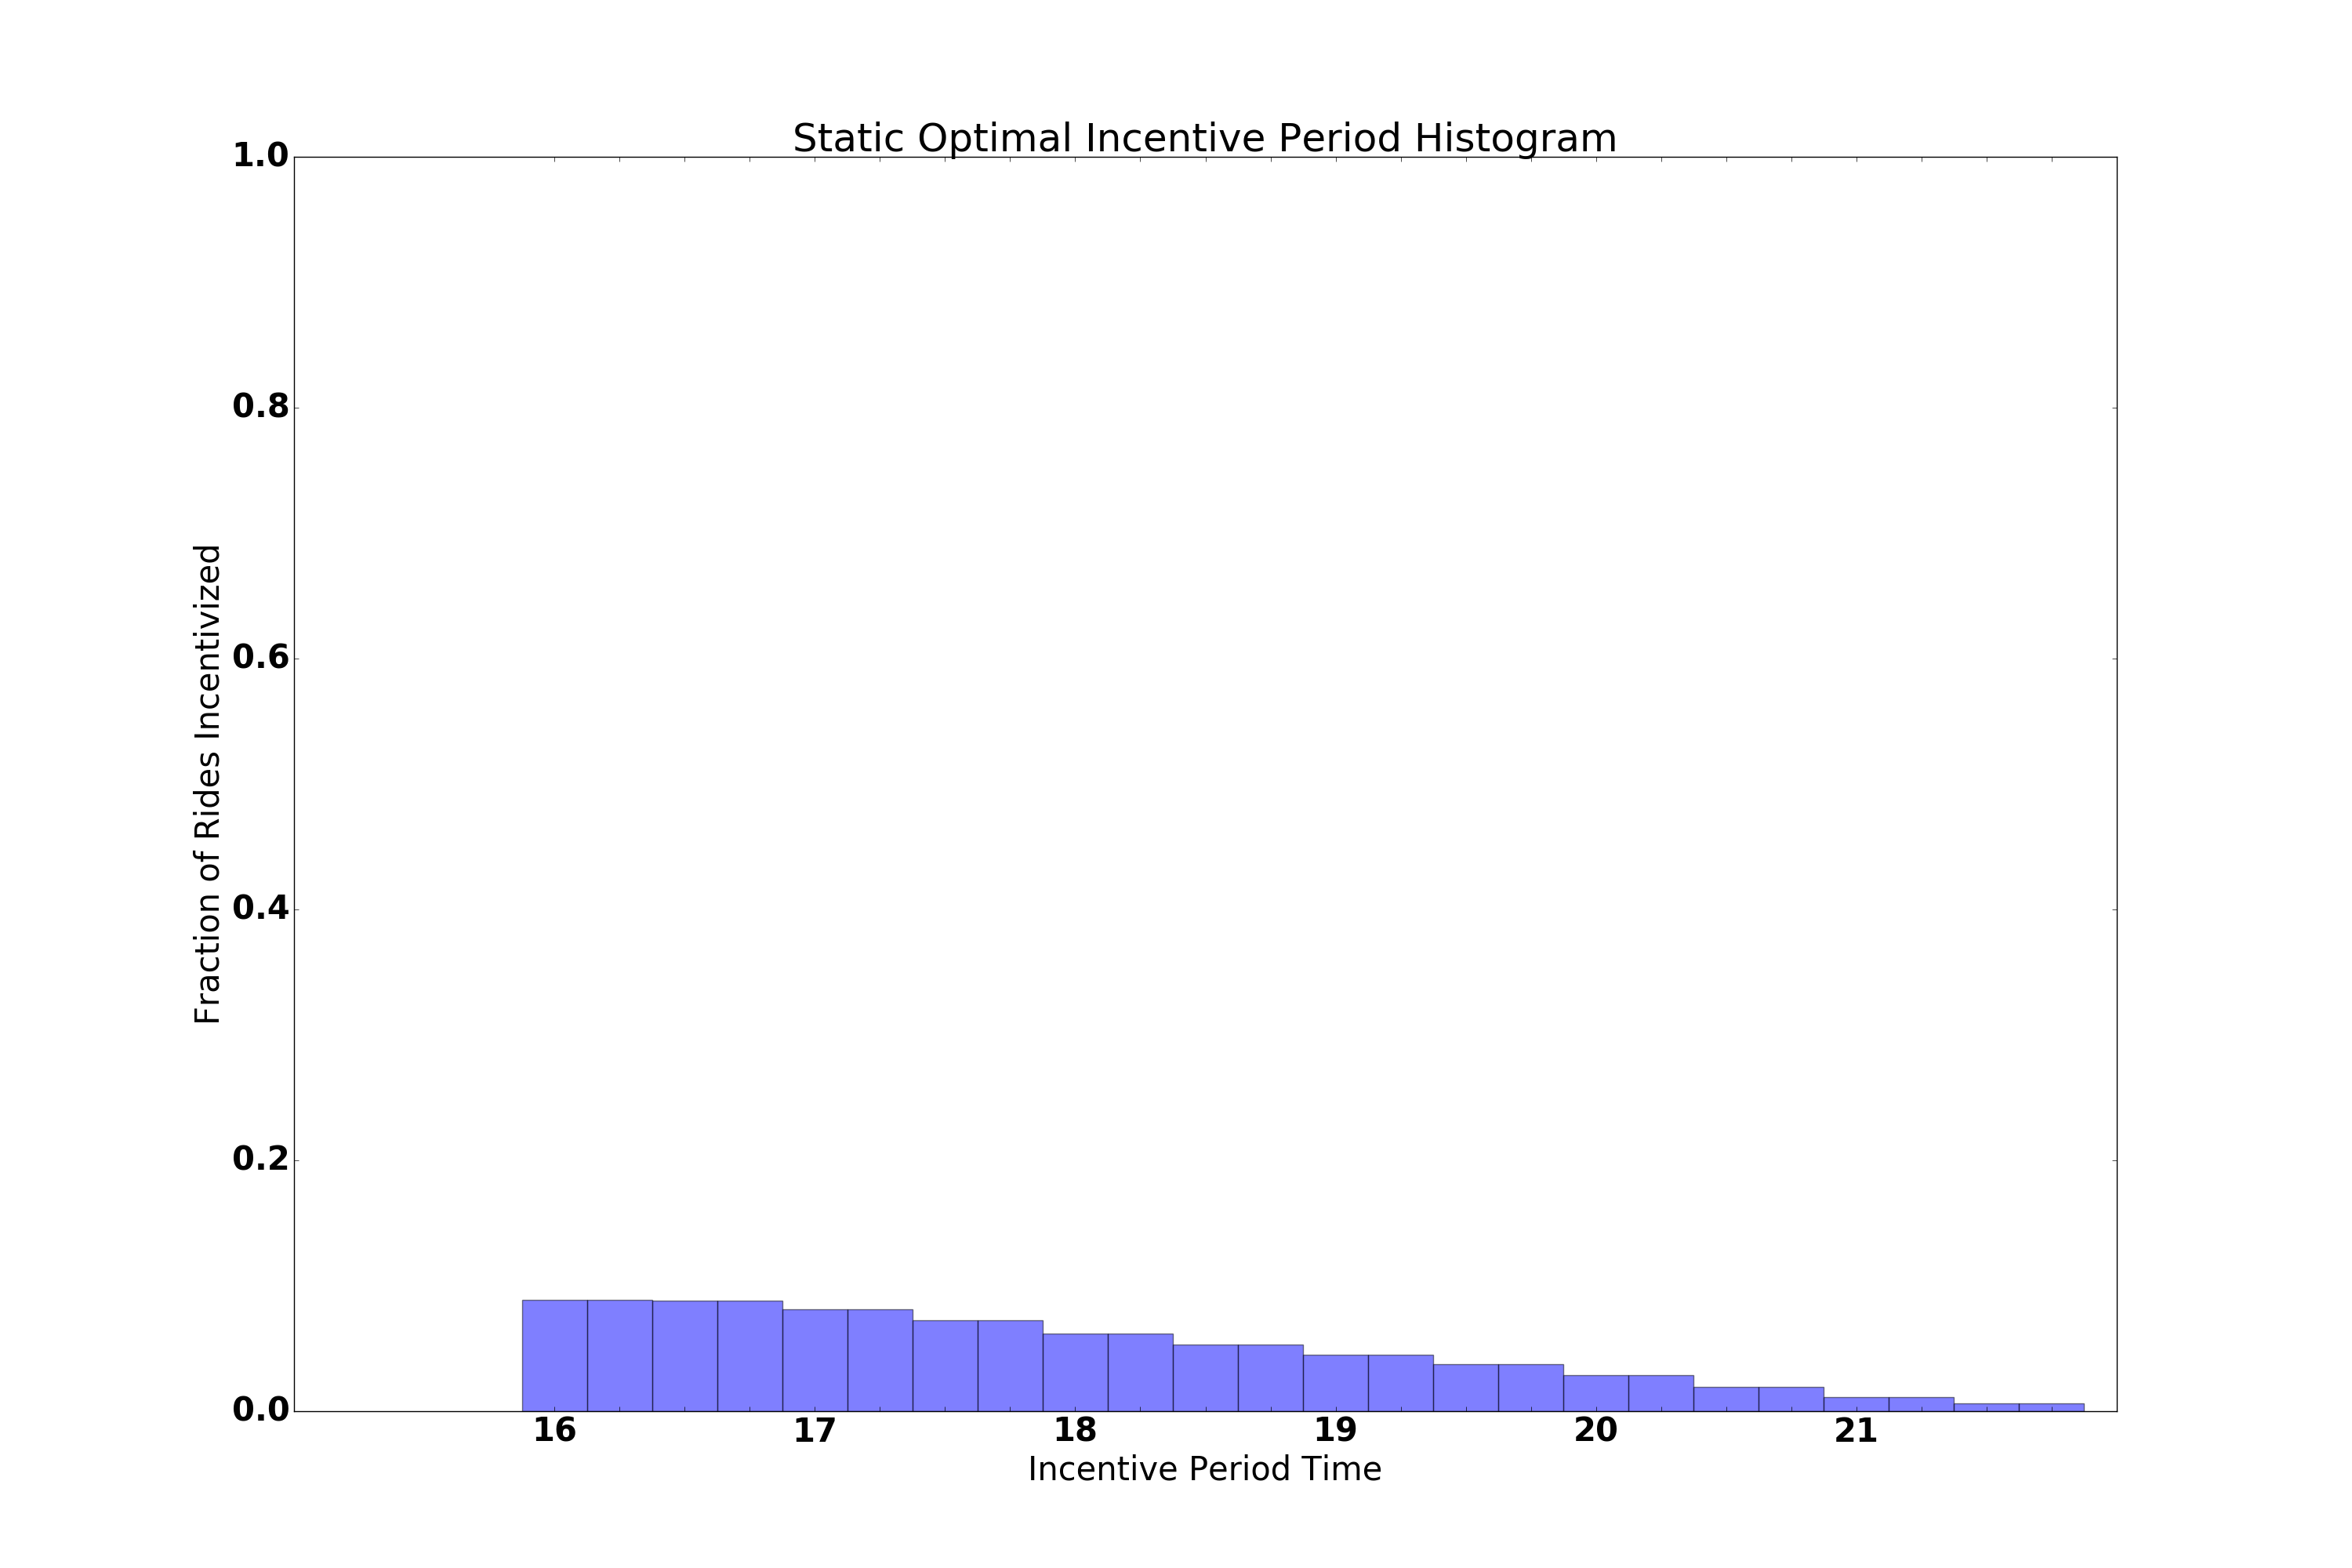 Static Optimal Incentive Period Histogram
1.0
0.8
0.6
0.4
0.2
0.0
Fraction of Rides Incentivized
16 17 18 19 20 21
Incentive Period Time